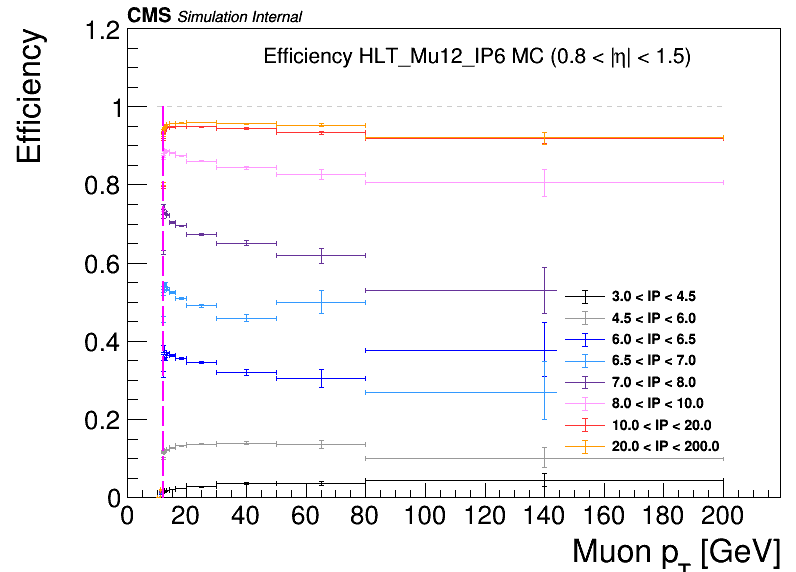 CMS Simulation Internal
Efficiency HLT_Mu12_IP6 MC (0.8 < |η| < 1.5)
Efficiency
1.2
1
0.8
0.6
0.4
0.2
0
3.0 < IP < 4.5
4.5 < IP < 6.0
6.0 < IP < 6.5
6.5 < IP < 7.0
7.0 < IP < 8.0
8.0 < IP < 10.0
10.0 < IP < 20.0
20.0 < IP < 200.0
0 20 40 60 80 100 120 140 160 180 200
Muon pT [GeV]